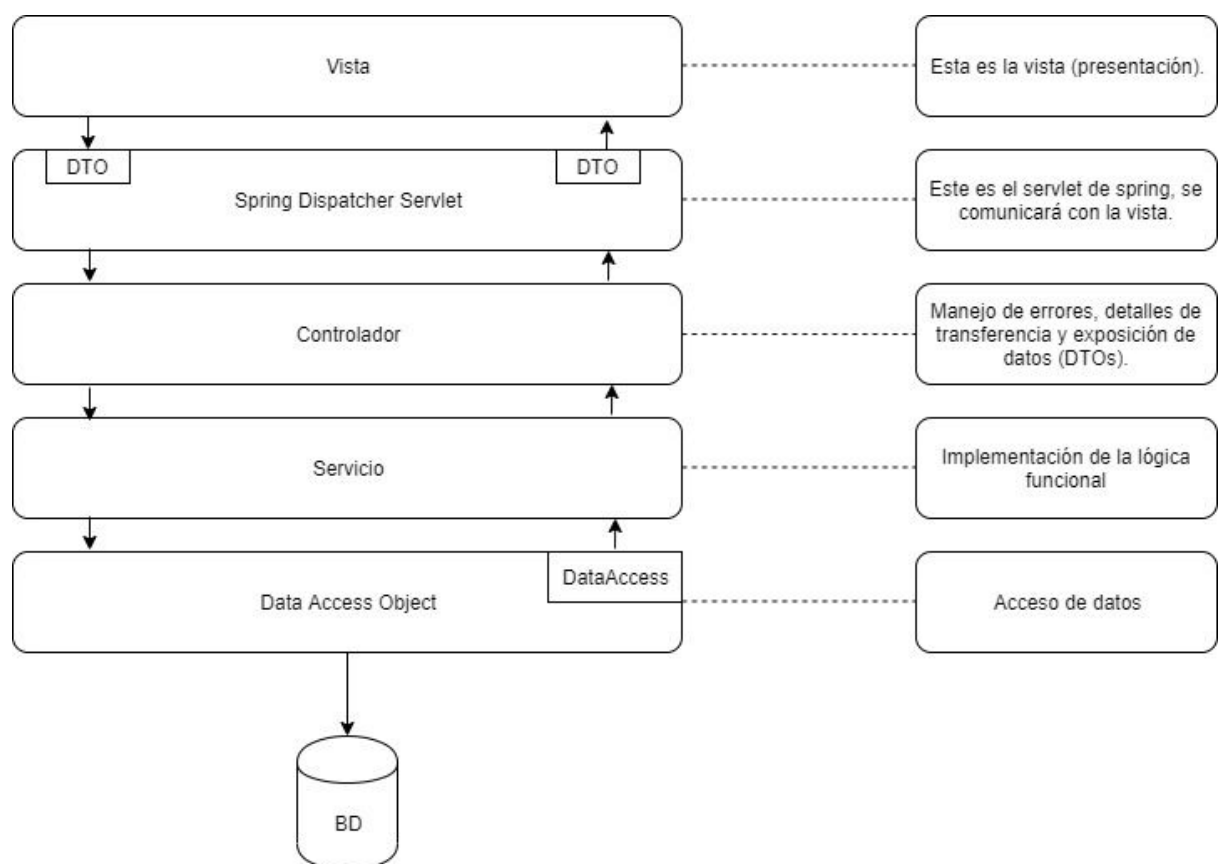 Vista
Esta es la vista (presentación).
DTO
DTO
Spring Dispatcher Servlet
Este es el servlet de spring, se
comunicará con la vista.
Controlador
Manejo de errores, detalles de
transferencia y exposición de
datos (DTOs).
Servicio
Implementación de la lógica
funcional
DataAccess
Data Access Object
Acceso de datos
BD